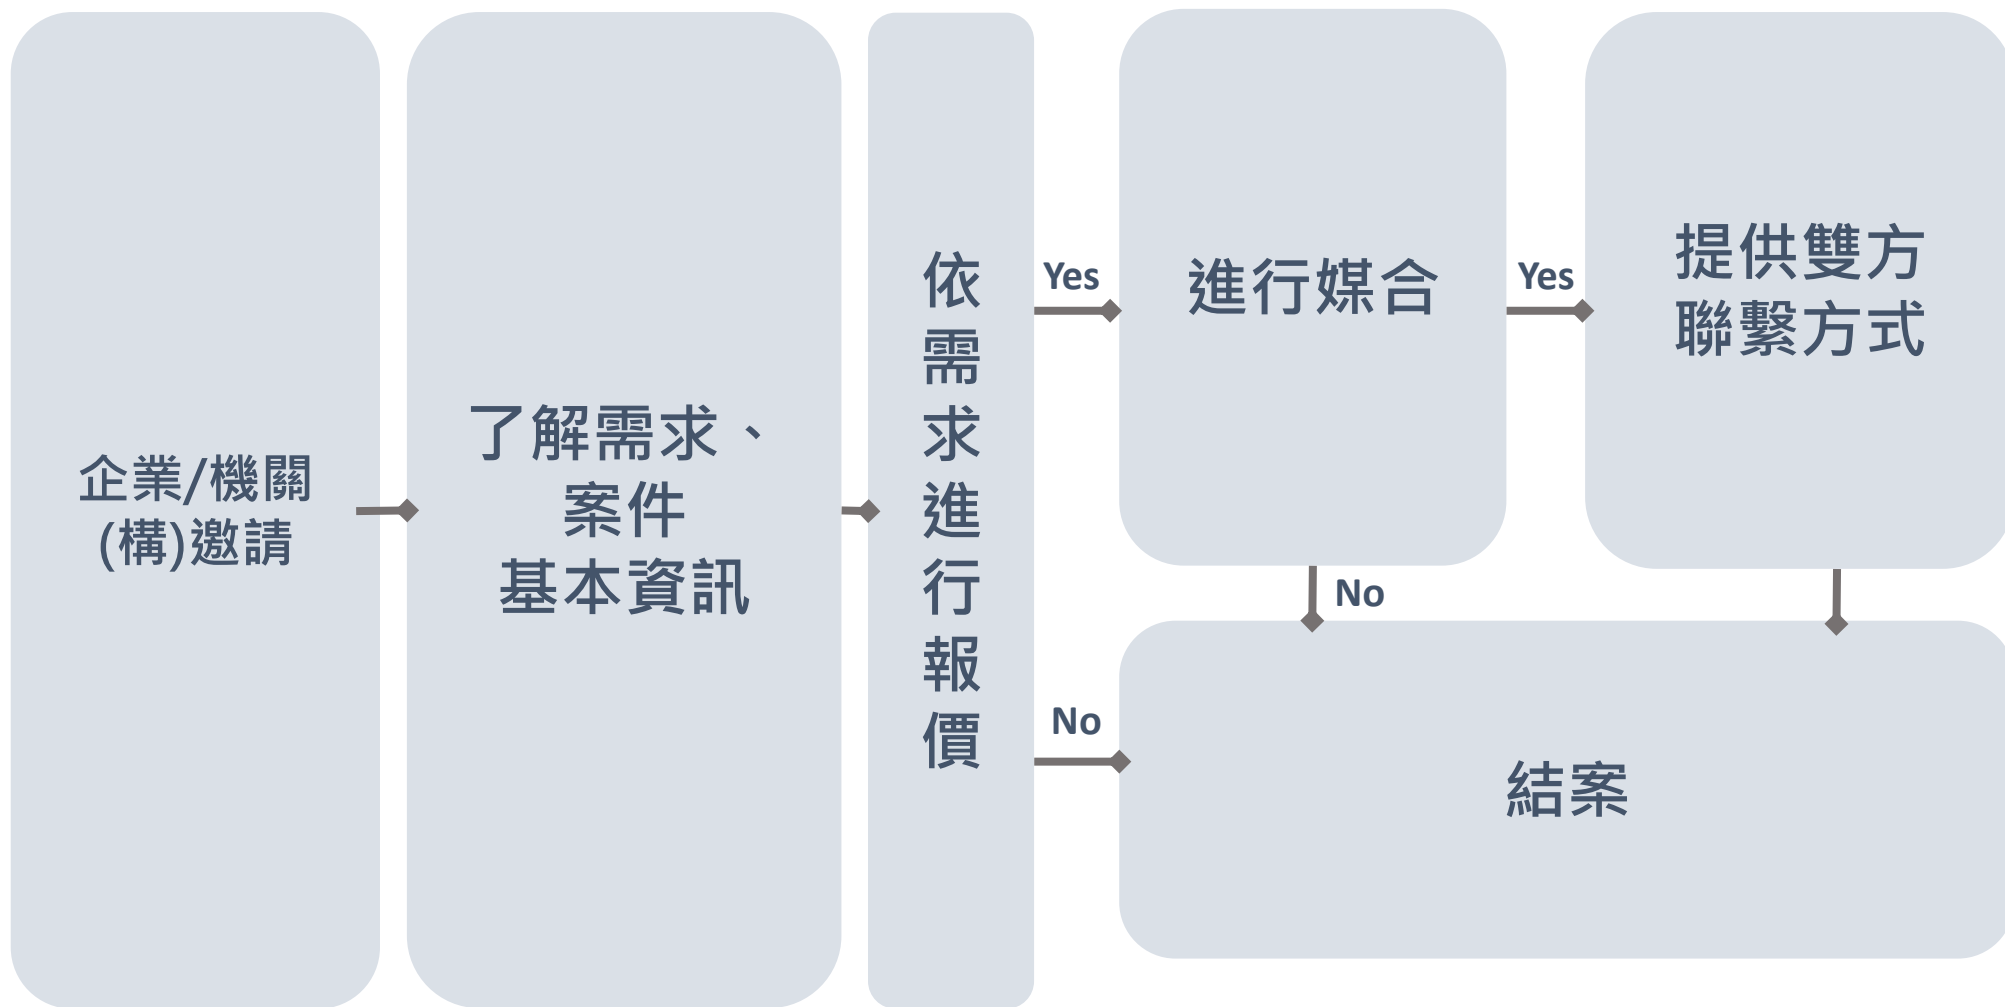 企業/機關
(構)邀請
了解需求、
案件
基本資訊
依需求進行報價
Yes
進行媒合
Yes
提供雙方
聯繫方式
No
No
結案